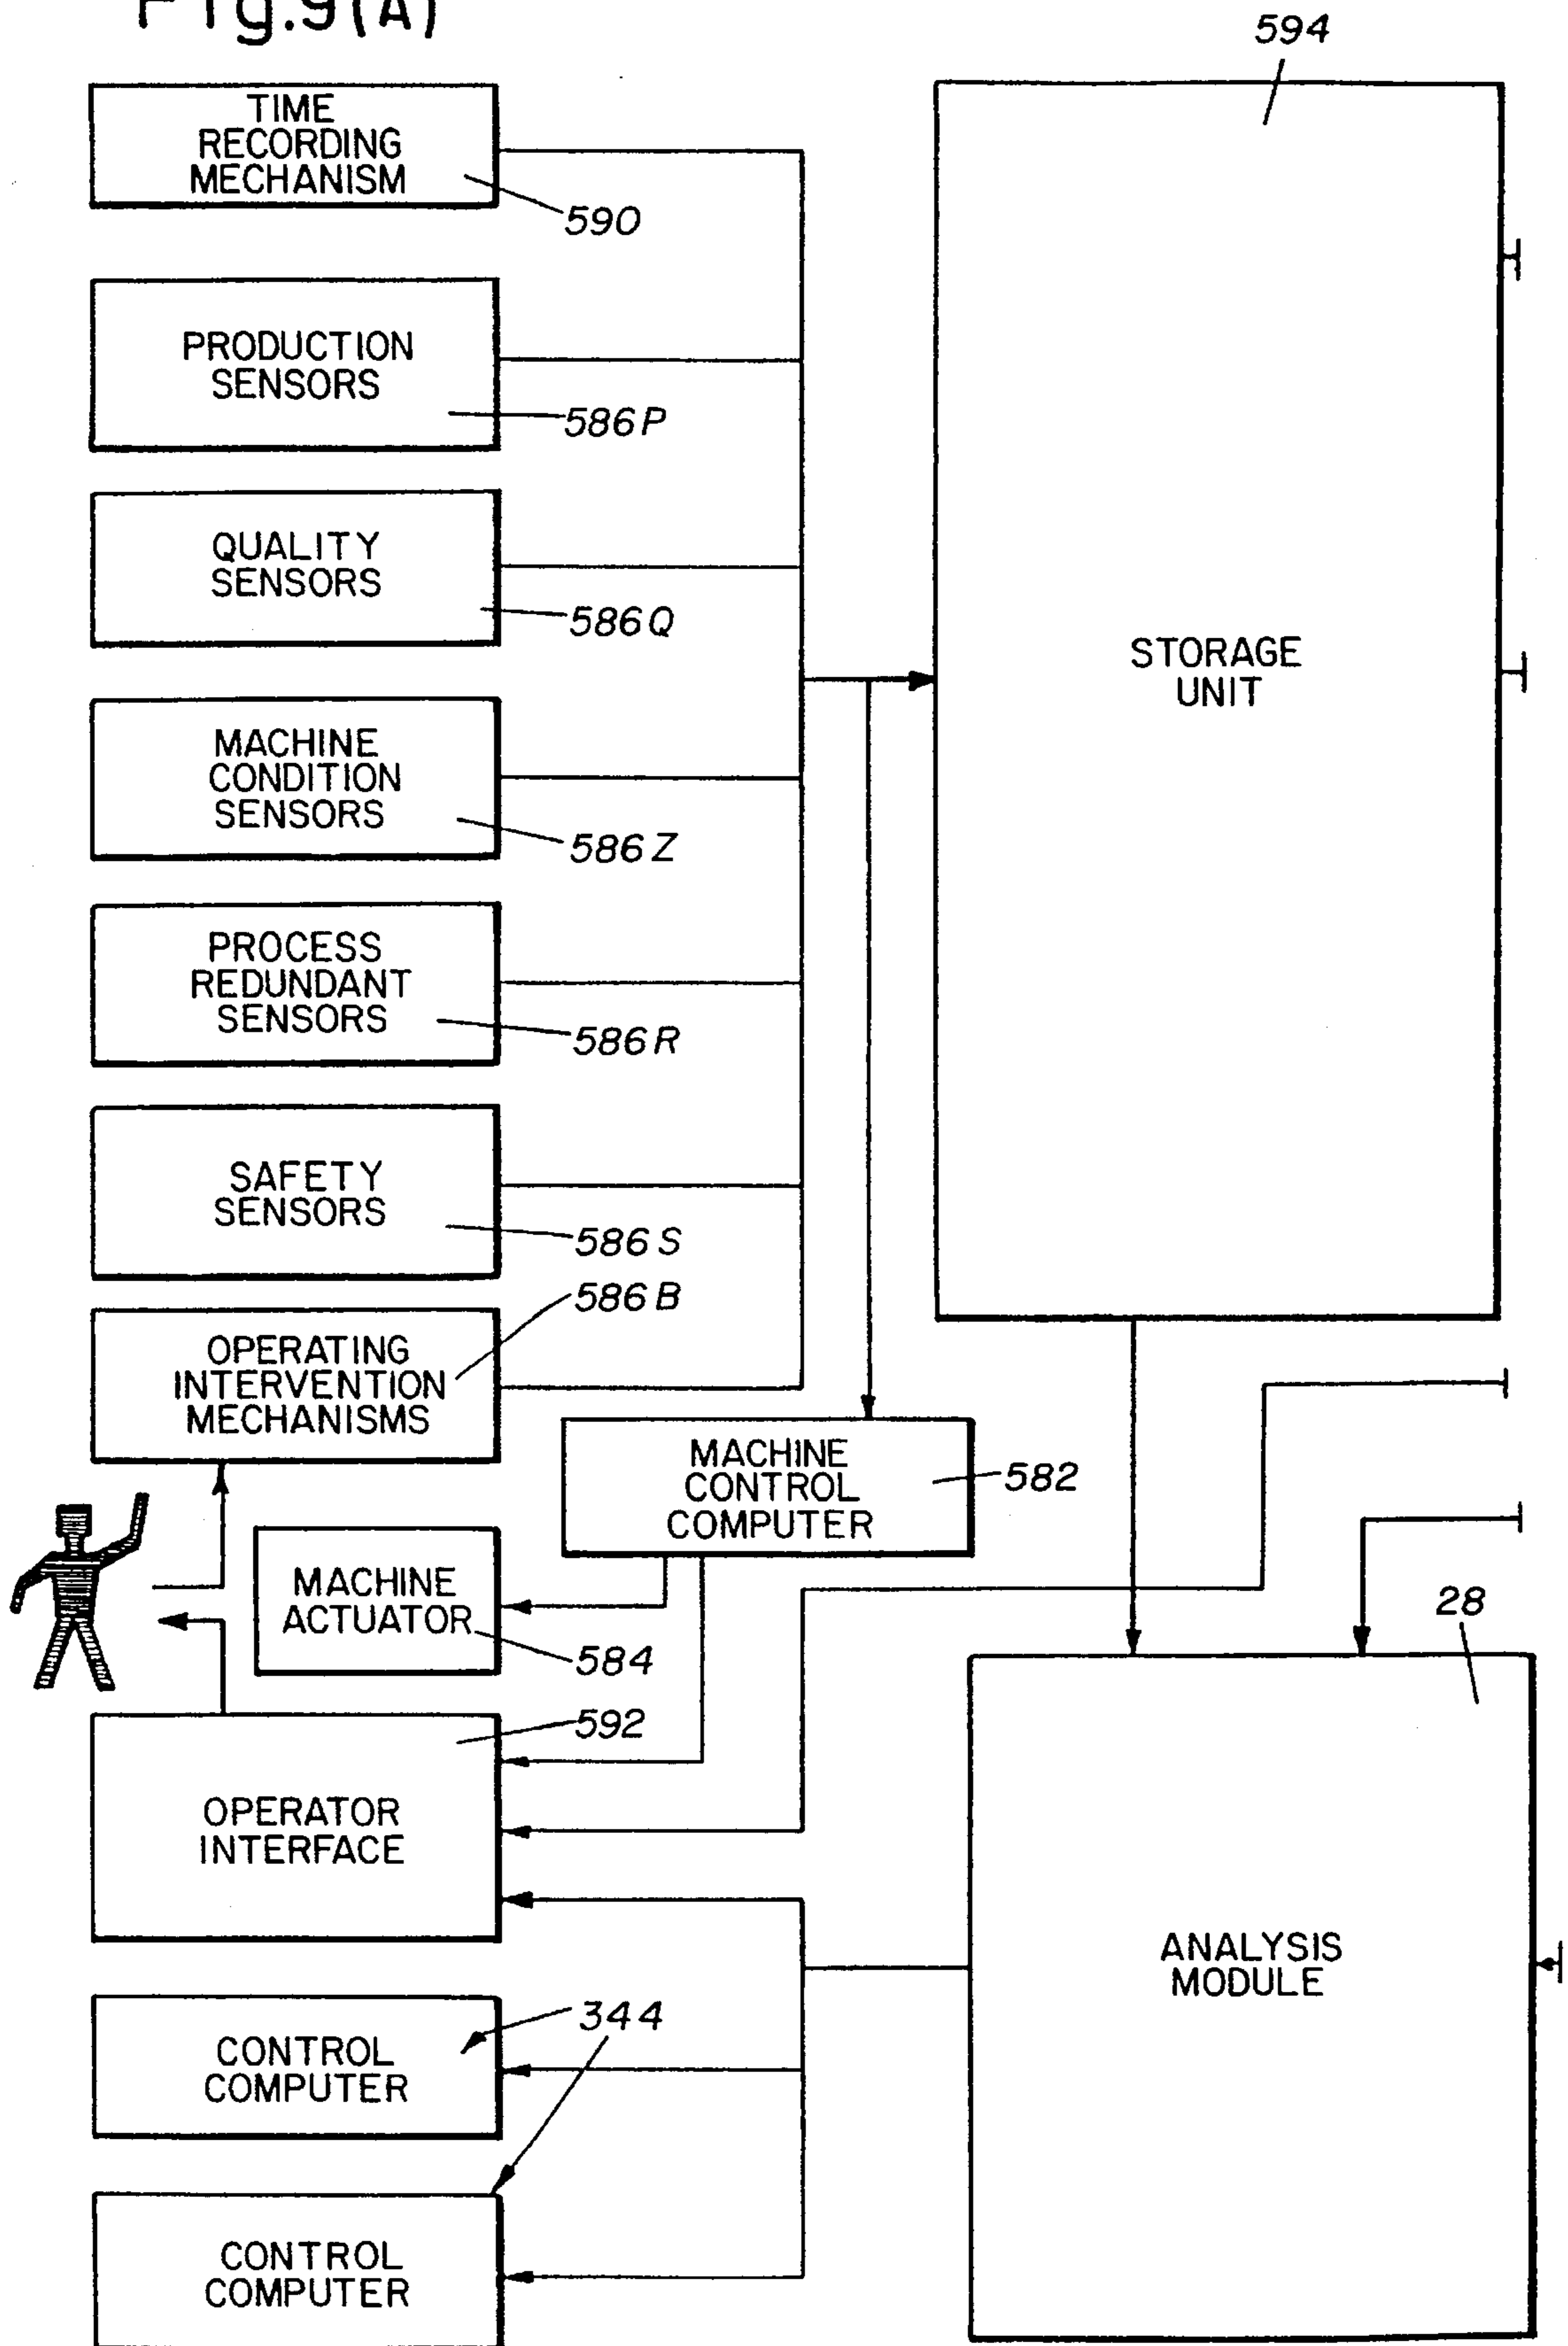 Fig.9(A)
594
TIME
RECORDING
MECHANISM
590
PRODUCTION
SENSORS
586P
QUALITY
SENSORS
586Q
STORAGE
UNIT
MACHINE
CONDITION
SENSORS
586Z
PROCESS
REDUNDANT
SENSORS
586R
SAFETY
SENSORS
586S
586B
OPERATING
INTERVENTION
MECHANISMS
MACHINE
CONTROL
COMPUTER
582
MACHINE
ACTUATOR
584
28
592
OPERATOR
INTERFACE
ANALYSIS
MODULE
344
CONTROL
COMPUTER
CONTROL
COMPUTER